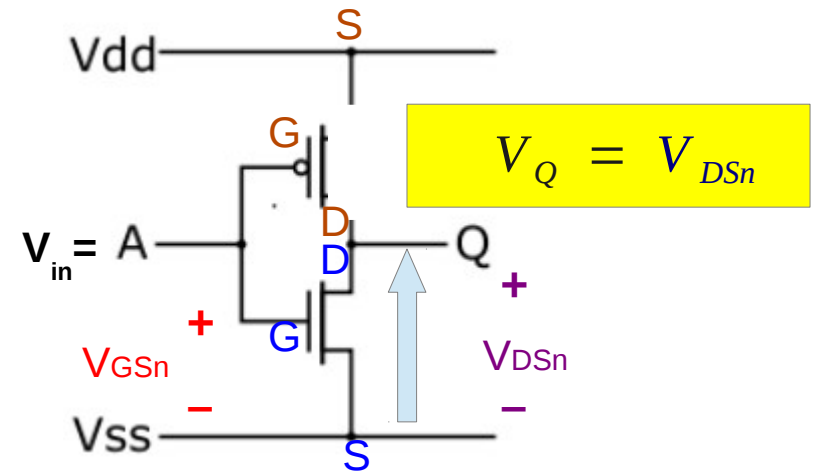 S
Vdd
G
V_Q = V_DSn
D
V_in= A
Q
D
+
+
G
V_GSn
V_DSn
−
−
Vss
S